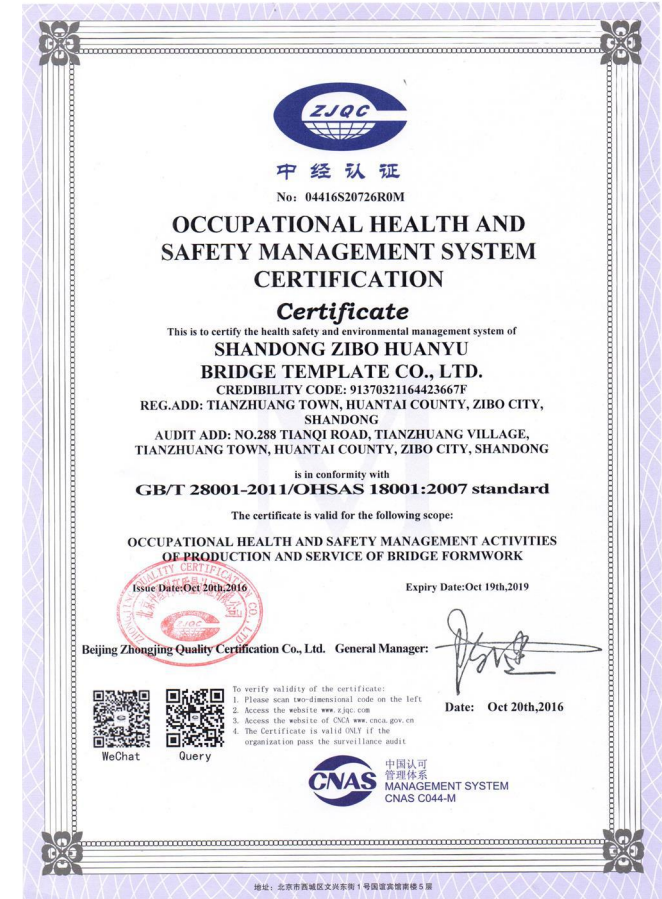 ZJQC
中经认证
No: 04416S20726R0M
OCCUPATIONAL HEALTH AND
SAFETY MANAGEMENT SYSTEM
CERTIFICATION
Certificate
This is to certify the health safety and environmental management system of
SHANDONG ZIBO HUANYU
BRIDGE TEMPLATE CO., LTD.
CREDIBILITY CODE: 91370321164423667F
REG.ADD: TIANZHUANG TOWN, HUANTAI COUNTY, ZIBO CITY,
SHANDONG
AUDIT ADD: NO.288 TIANQI ROAD, TIANZHUANG VILLAGE,
TIANZHUANG TOWN, HUANTAI COUNTY, ZIBO CITY, SHANDONG
is in conformity with
GB/T 28001-2011/OHSAS 18001:2007 standard
The certificate is valid for the following scope:
OCCUPATIONAL HEALTH AND SAFETY MANAGEMENT ACTIVITIES
OF PRODUCTION AND SERVICE OF BRIDGE FORMWORK
Issue Date:Oct 20th,2016 Expiry Date:Oct 19th,2019
ZJQC
Beijing Zhongjing Quality Certification Co., Ltd. General Manager:
Date: Oct 20th,2016
To verify validity of the certificate:
1. Please scan two-dimensional code on the left
2. Access the website www.zjqc.com
3. Access the website of CNCA www.cnca.gov.cn
4. The Certificate is valid ONLY if the
organization pass the surveillance audit
WeChat Query
CNAS
中国认可
管理体系
MANAGEMENT SYSTEM
CNAS C044-M
地址：北京市西城区文兴东街1号国谊宾馆南楼5层